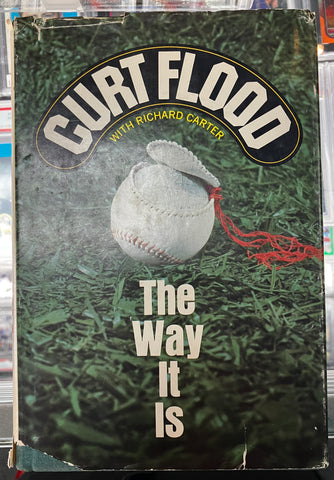 CURT FLOOD
WITH RICHARD CARTER
The
Way
It
Is